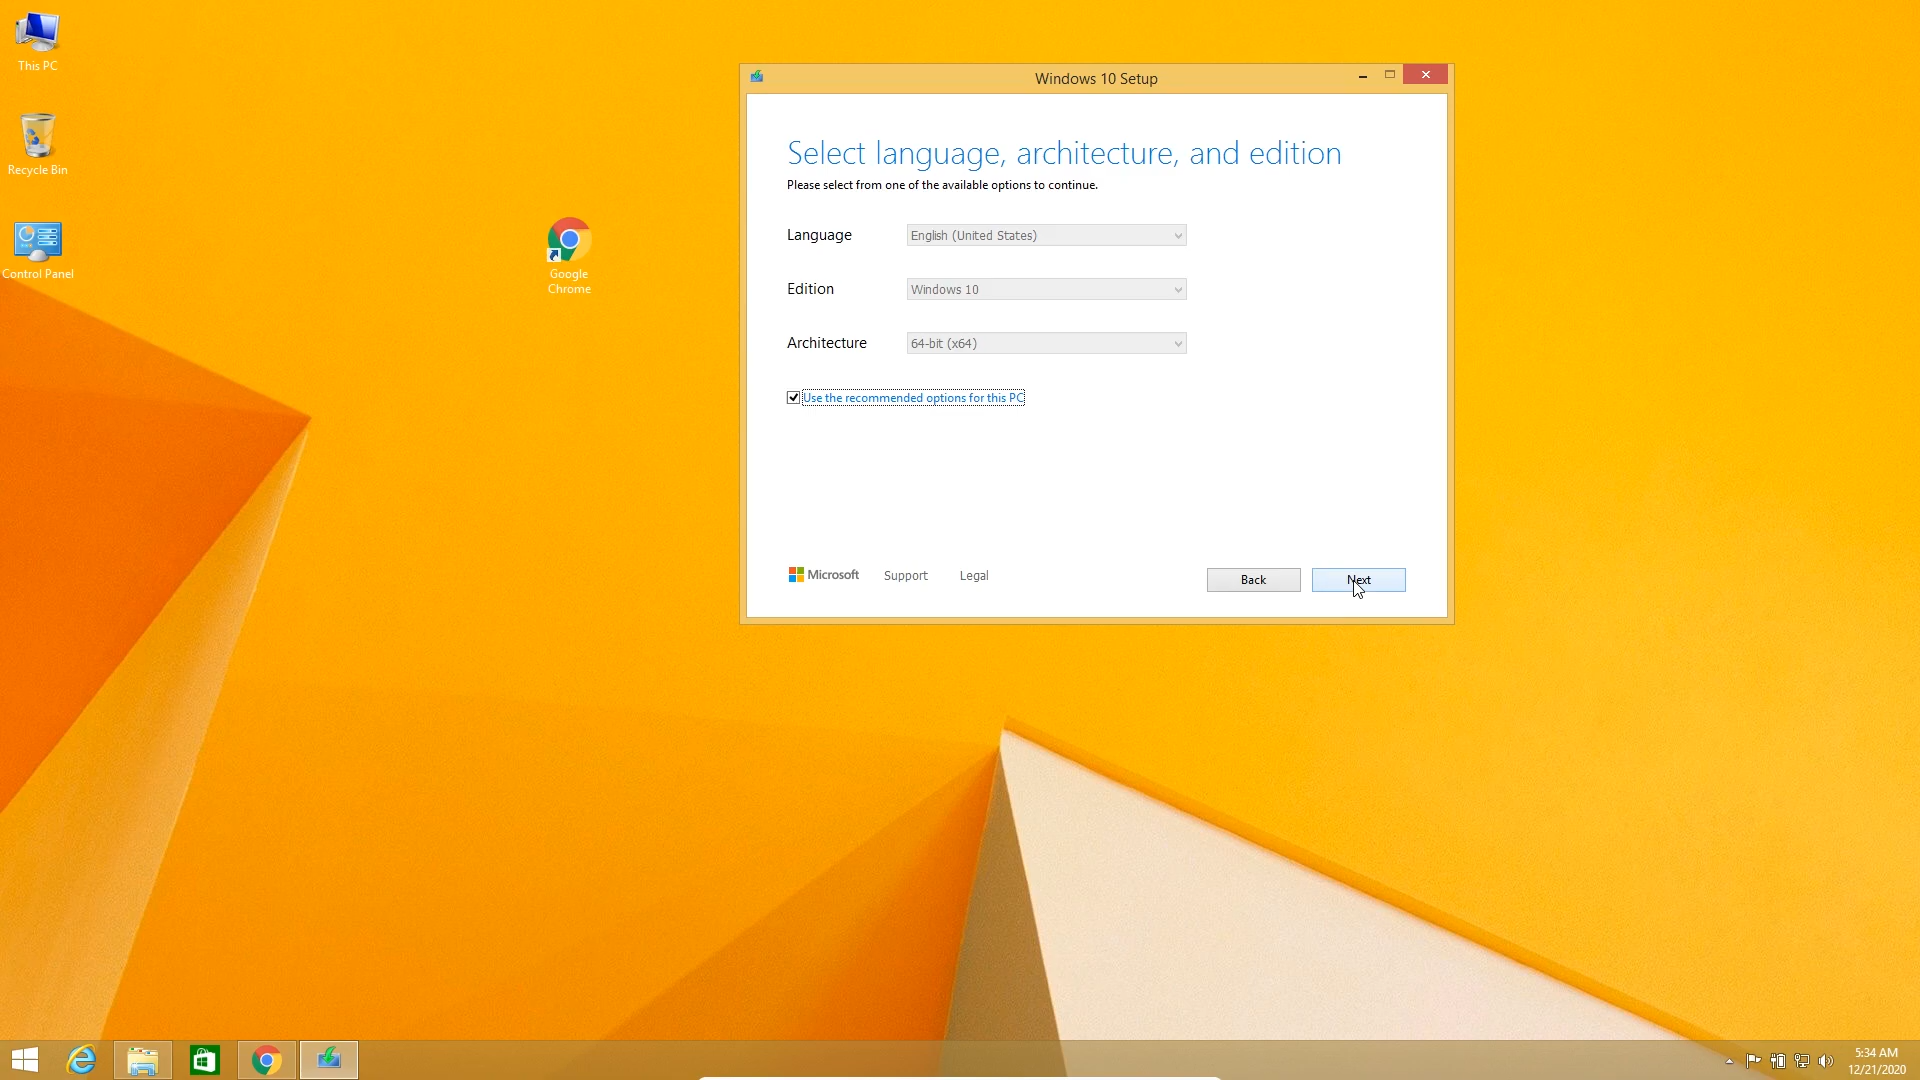 This PC
Recycle Bin
Control Panel
Google
Chrome
Windows 10 Setup
Select language, architecture, and edition
Please select from one of the available options to continue.
Language English (United States)
Edition Windows 10
Architecture 64-bit (x64)
Use the recommended options for this PC
Microsoft Support Legal Back Next
5:34 AM
12/21/2020